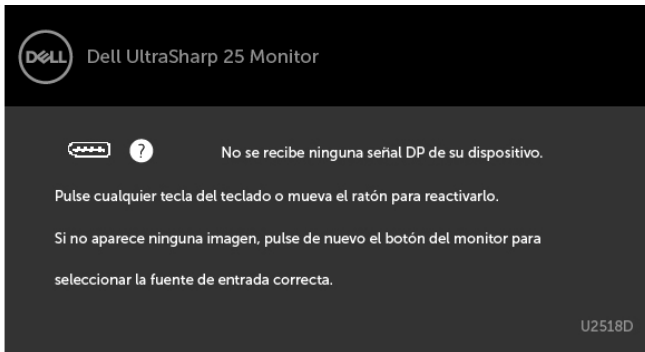 DELL
Dell UltraSharp 25 Monitor
? No se recibe ninguna señal DP de su dispositivo.
Pulse cualquier tecla del teclado o mueva el ratón para reactivarlo.
Si no aparece ninguna imagen, pulse de nuevo el botón del monitor para
seleccionar la fuente de entrada correcta.
U2518D